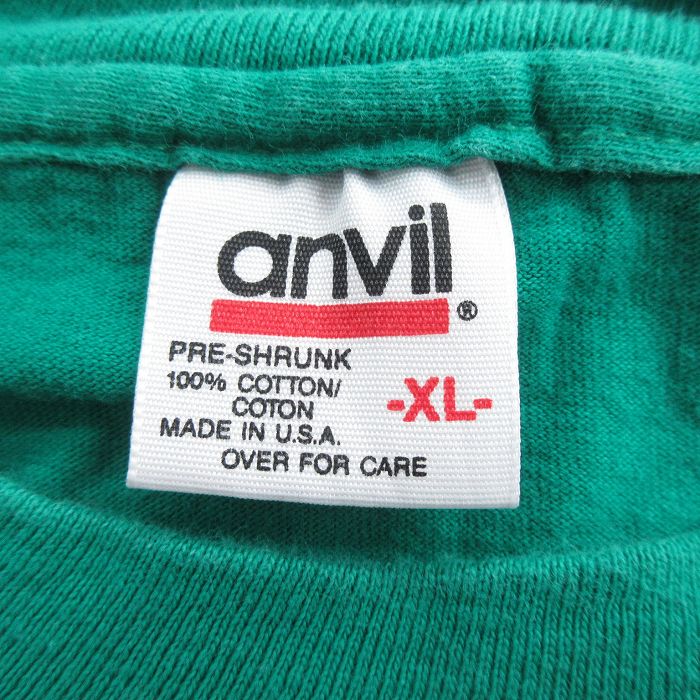 anvil®
PRE-SHRUNK
100% COTTON/
COTON
-XL-
MADE IN U.S.A.
OVER FOR CARE